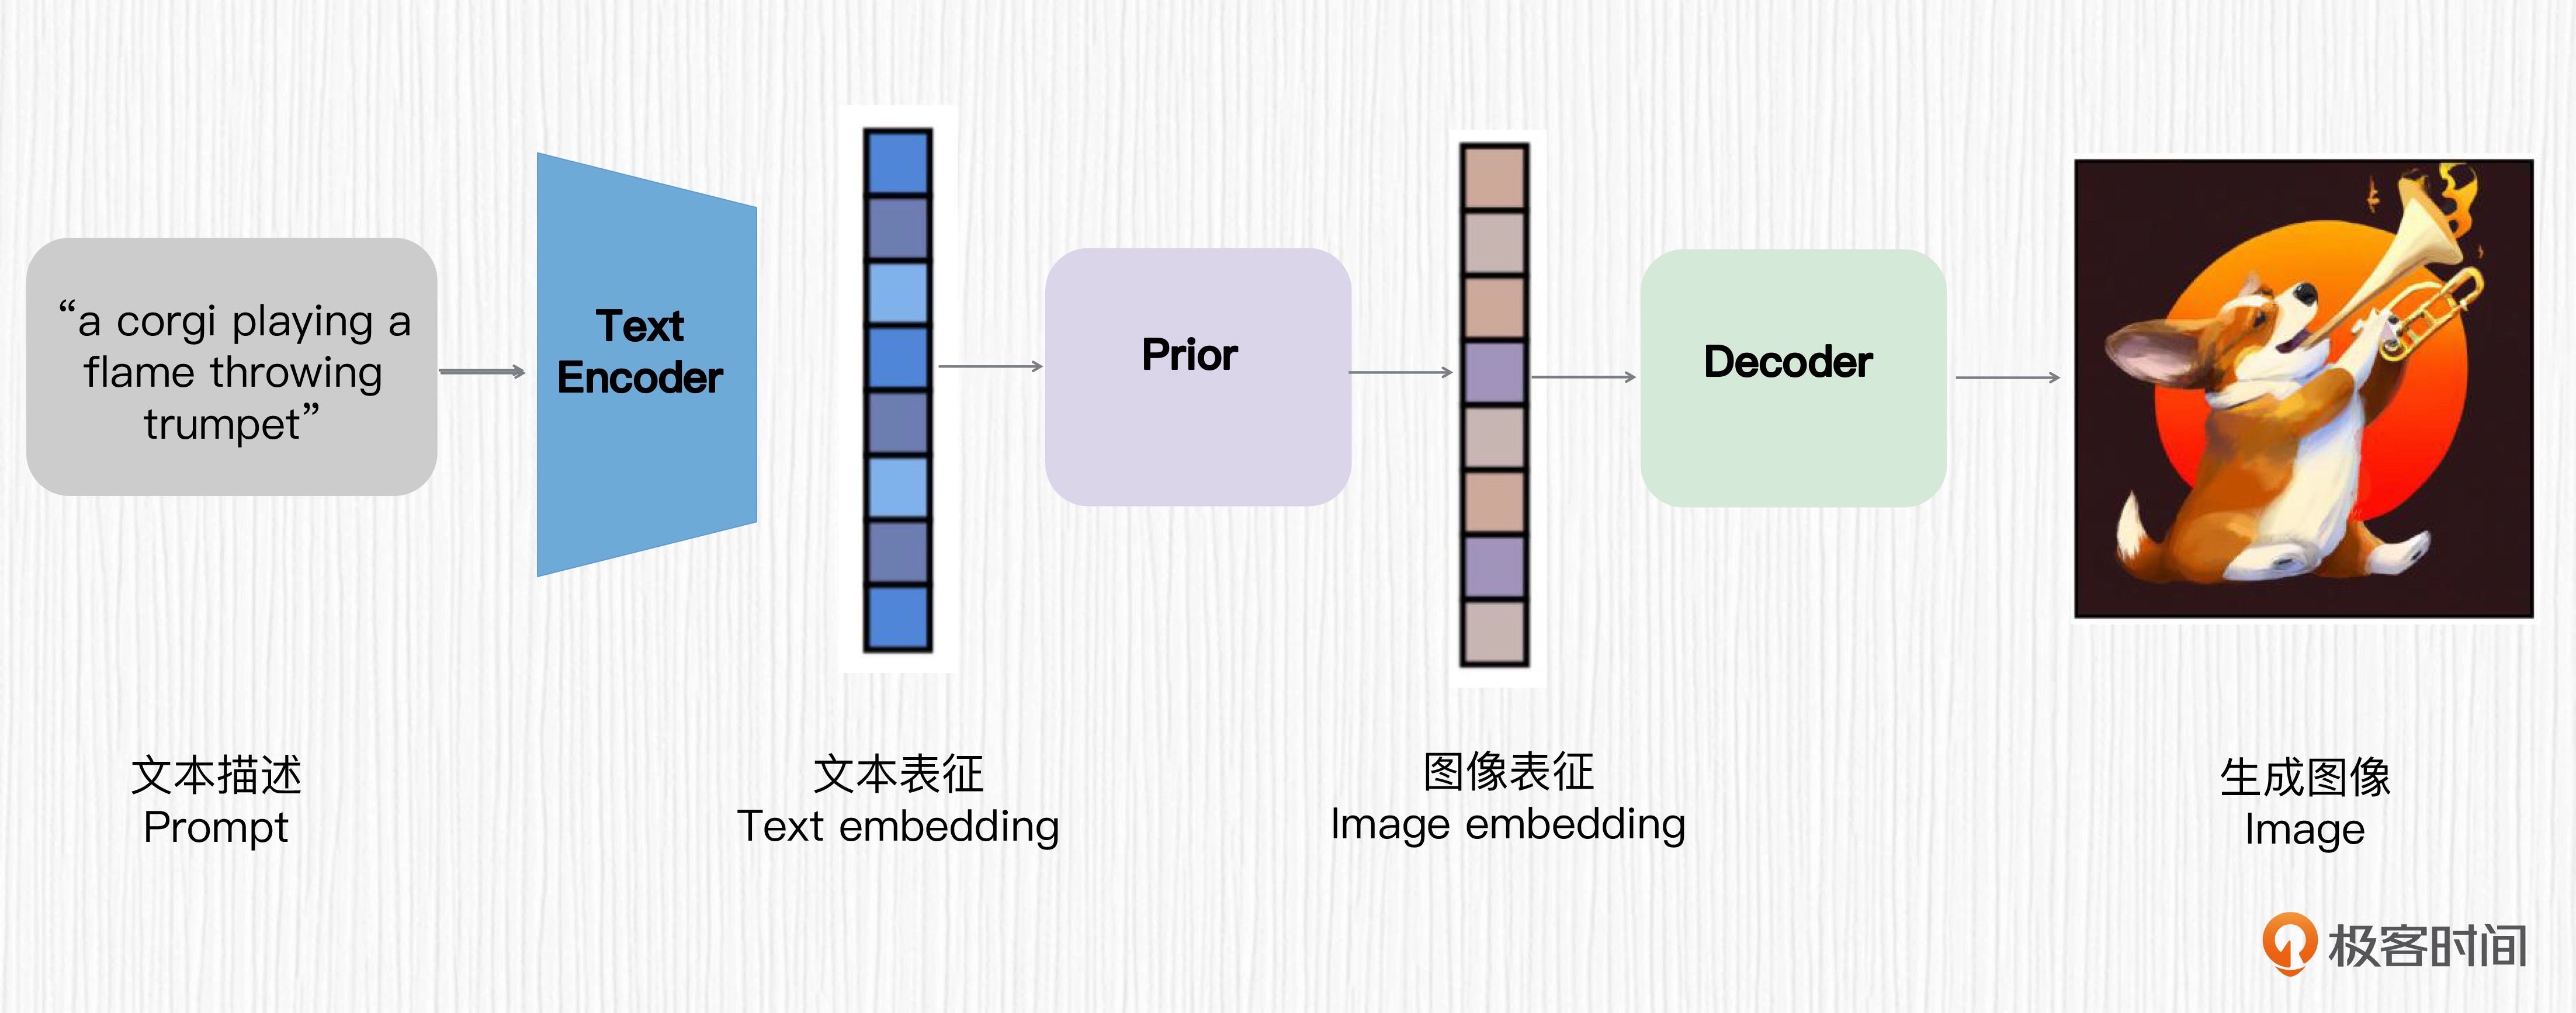 “a corgi playing a
flame throwing
trumpet”
Text
Encoder
Prior
Decoder
文本描述
Prompt
文本表征
Text embedding
图像表征
Image embedding
生成图像
Image
极客时间